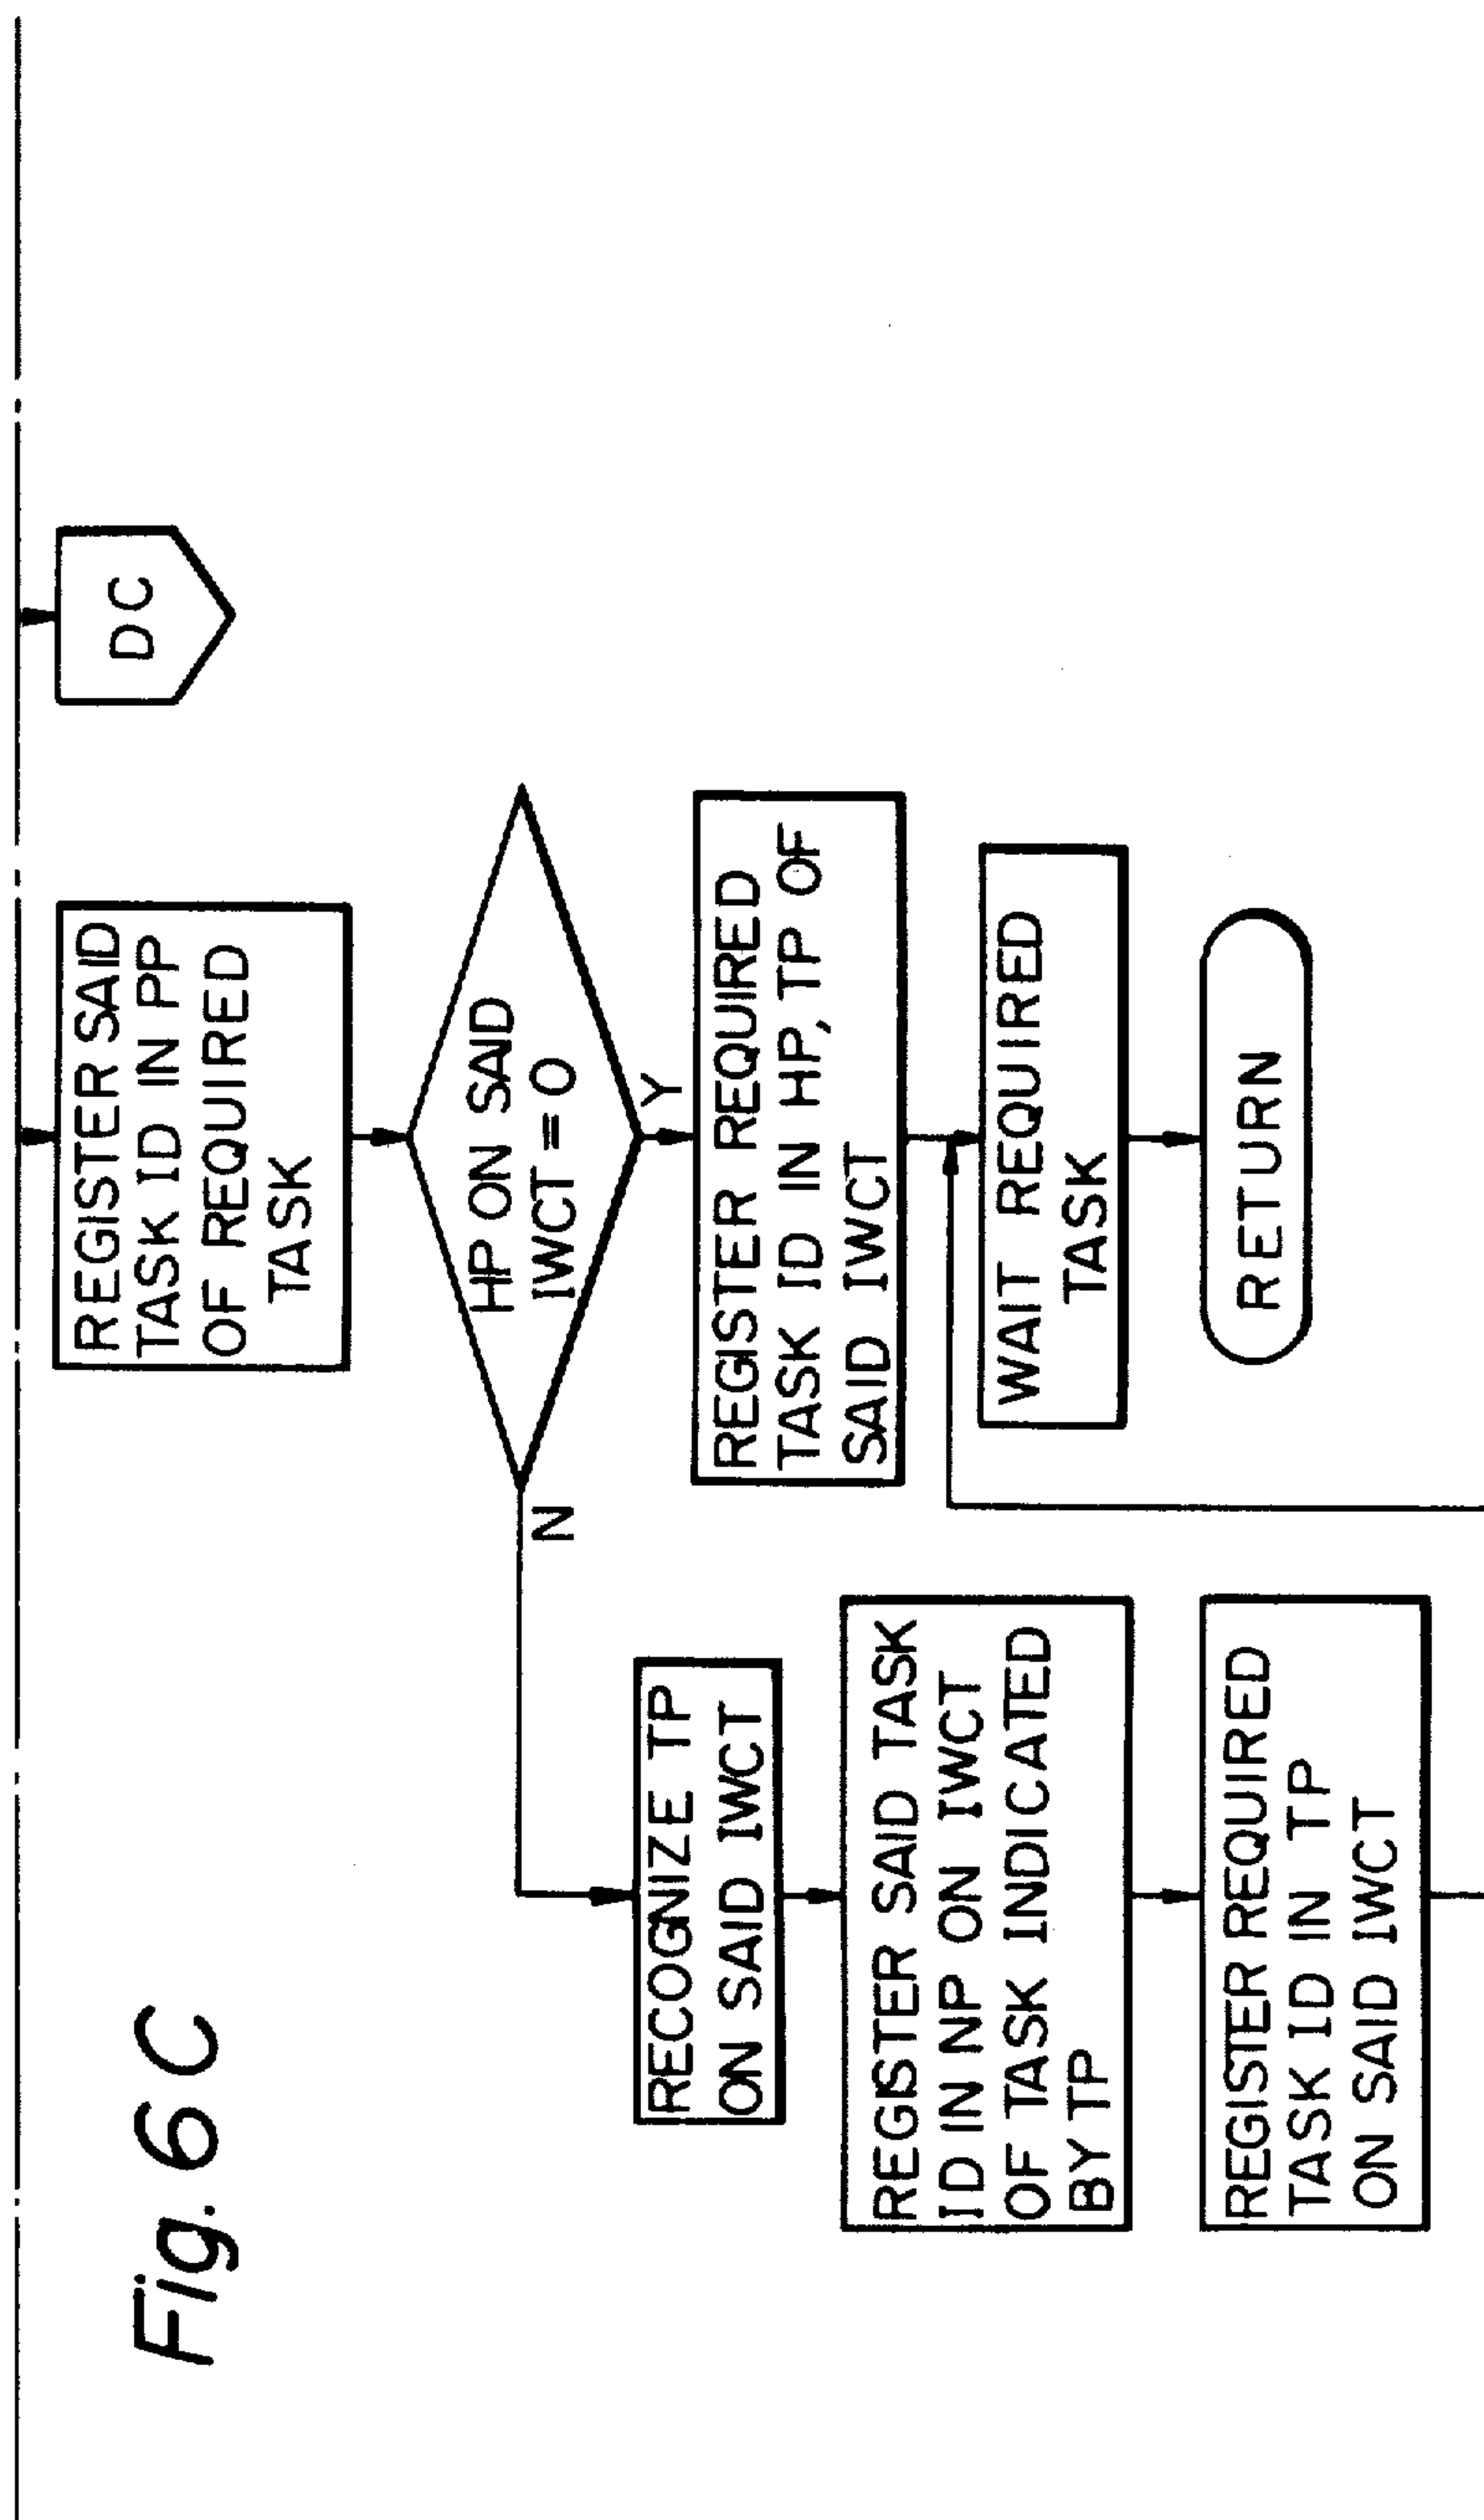 Fig. 6C
REGISTER SAID
TASK ID IN PP
OF REQUIRED
TASK
DC
HP ON SAID
IWCT = O
N
Y
RECOGNIZE TP
ON SAID IWCT
REGISTER REQUIRED
TASK ID IN HP, TP OF
SAID IWCT
REGISTER SAID TASK
ID IN NP ON IWCT
OF TASK INDICATED
BY TP
WAIT REQUIRED
TASK
REGISTER REQUIRED
TASK ID IN TP
ON SAID IWCT
RETURN